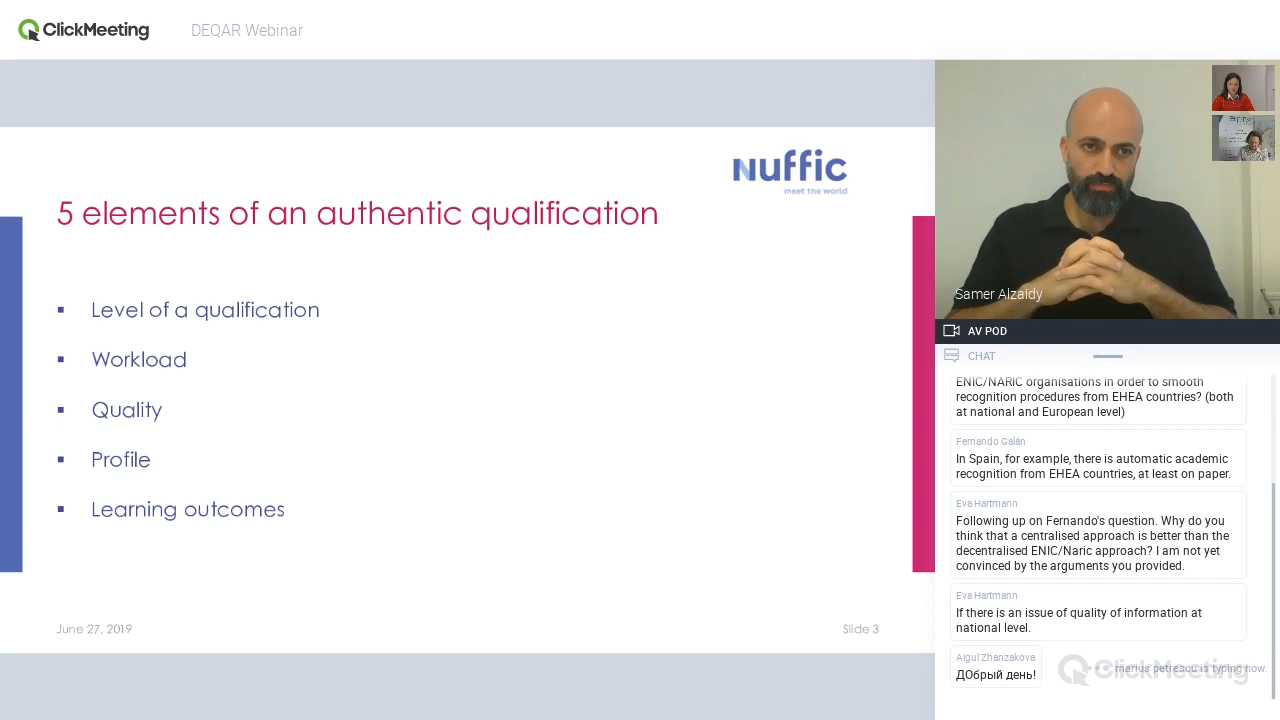 ClickMeeting
DEQAR Webinar
Nuffic
meet the world
5 elements of an authentic qualification
▪ Level of a qualification
▪ Workload
▪ Quality
▪ Profile
▪ Learning outcomes
June 27, 2019
Slide 3
Samer Alzaidy
AV POD
CHAT
ENIC/NARIC organisations in order to smooth
recognition procedures from EHEA countries? (both
at national and European level)
Fernando Galán
In Spain, for example, there is automatic academic
recognition from EHEA countries, at least on paper.
Eva Hartmann
Following up on Fernando's question. Why do you
think that a centralised approach is better than the
decentralised ENIC/Naric approach? I am not yet
convinced by the arguments you provided.
Eva Hartmann
If there is an issue of quality of information at
national level.
Aigul Zhanzakova
ДОбрый день!
marius petrescu is typing now.
ClickMeeting